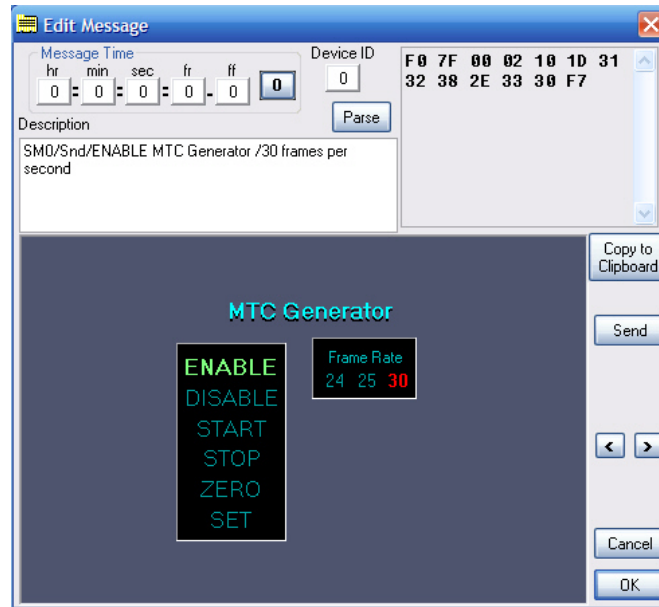 Edit Message
Message Time
hr min sec fr ff
0 : 0 : 0 : 0 - 0
0
Device ID
0
Parse
F0 7F 00 02 10 1D 31
32 38 2E 33 30 F7
Description
SM0/Snd/ENABLE MTC Generator /30 frames per
second
Copy to
Clipboard
MTC Generator
Send
ENABLE
DISABLE
START
STOP
ZERO
SET
Frame Rate
24 25 30
< >
Cancel
OK